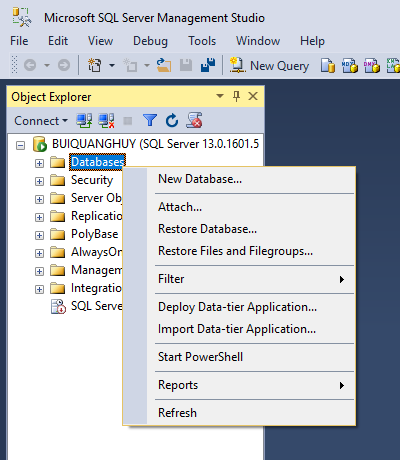 Microsoft SQL Server Management Studio
File Edit View Debug Tools Window Help
New Query
Object Explorer
Connect
BUIQUANGHUY (SQL Server 13.0.1601.5
Databases
Security
Server Ob
Replication
PolyBase
AlwaysOn
Managem
Integration
SQL Serve
New Database...
Attach...
Restore Database...
Restore Files and Filegroups...
Filter
Deploy Data-tier Application...
Import Data-tier Application...
Start PowerShell
Reports
Refresh